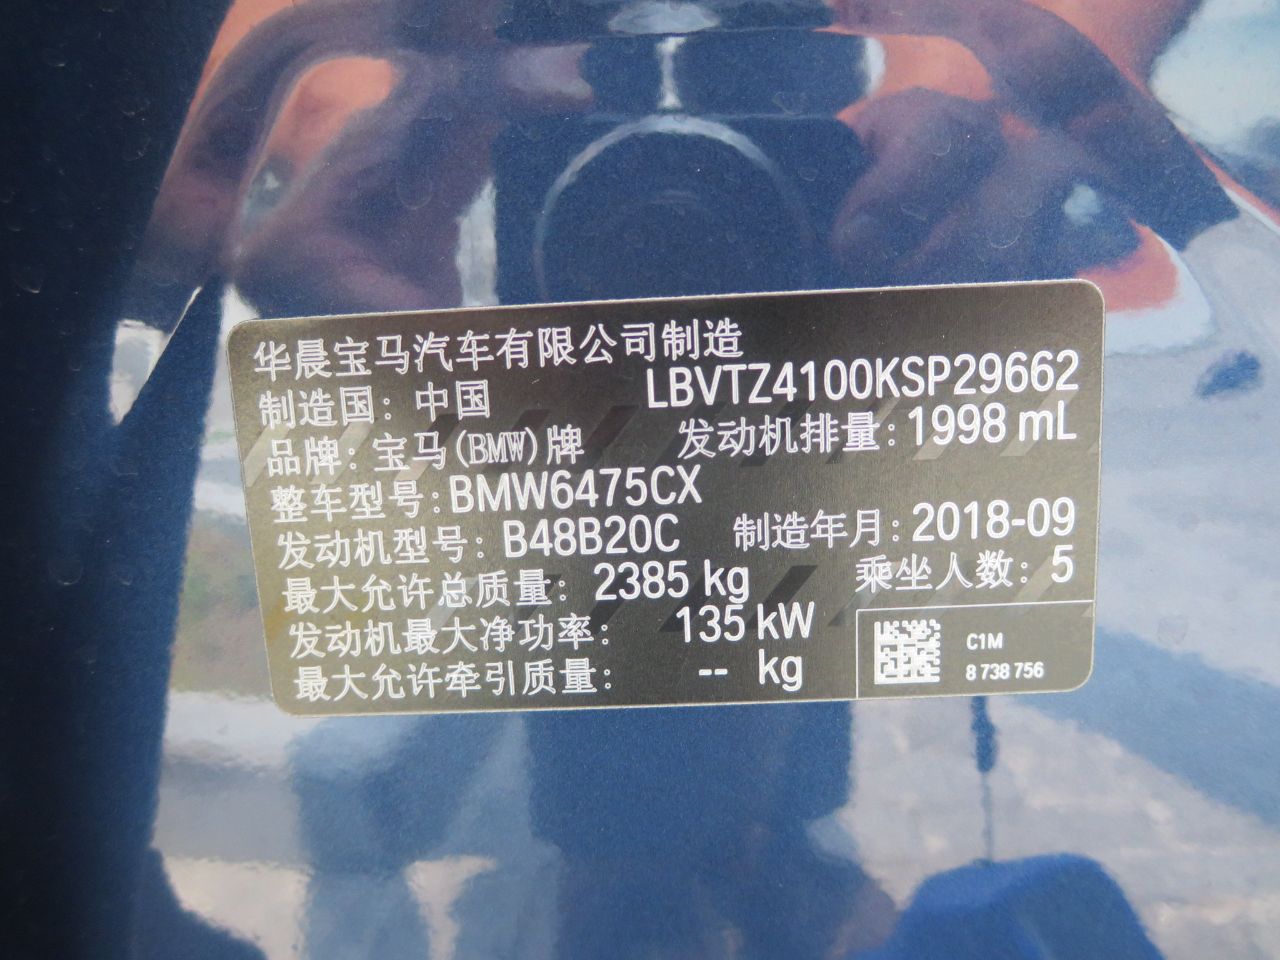 华晨宝马汽车有限公司制造
制造国：中国 LBVTZ4100KSP29662
品牌：宝马(BMW)牌 发动机排量：1998 mL
整车型号：BMW6475CX
发动机型号：B48B20C 制造年月：2018-09
最大允许总质量：2385 kg 乘坐人数：5
发动机最大净功率：135 kW
最大允许牵引质量：-- kg
C1M
8 738 756